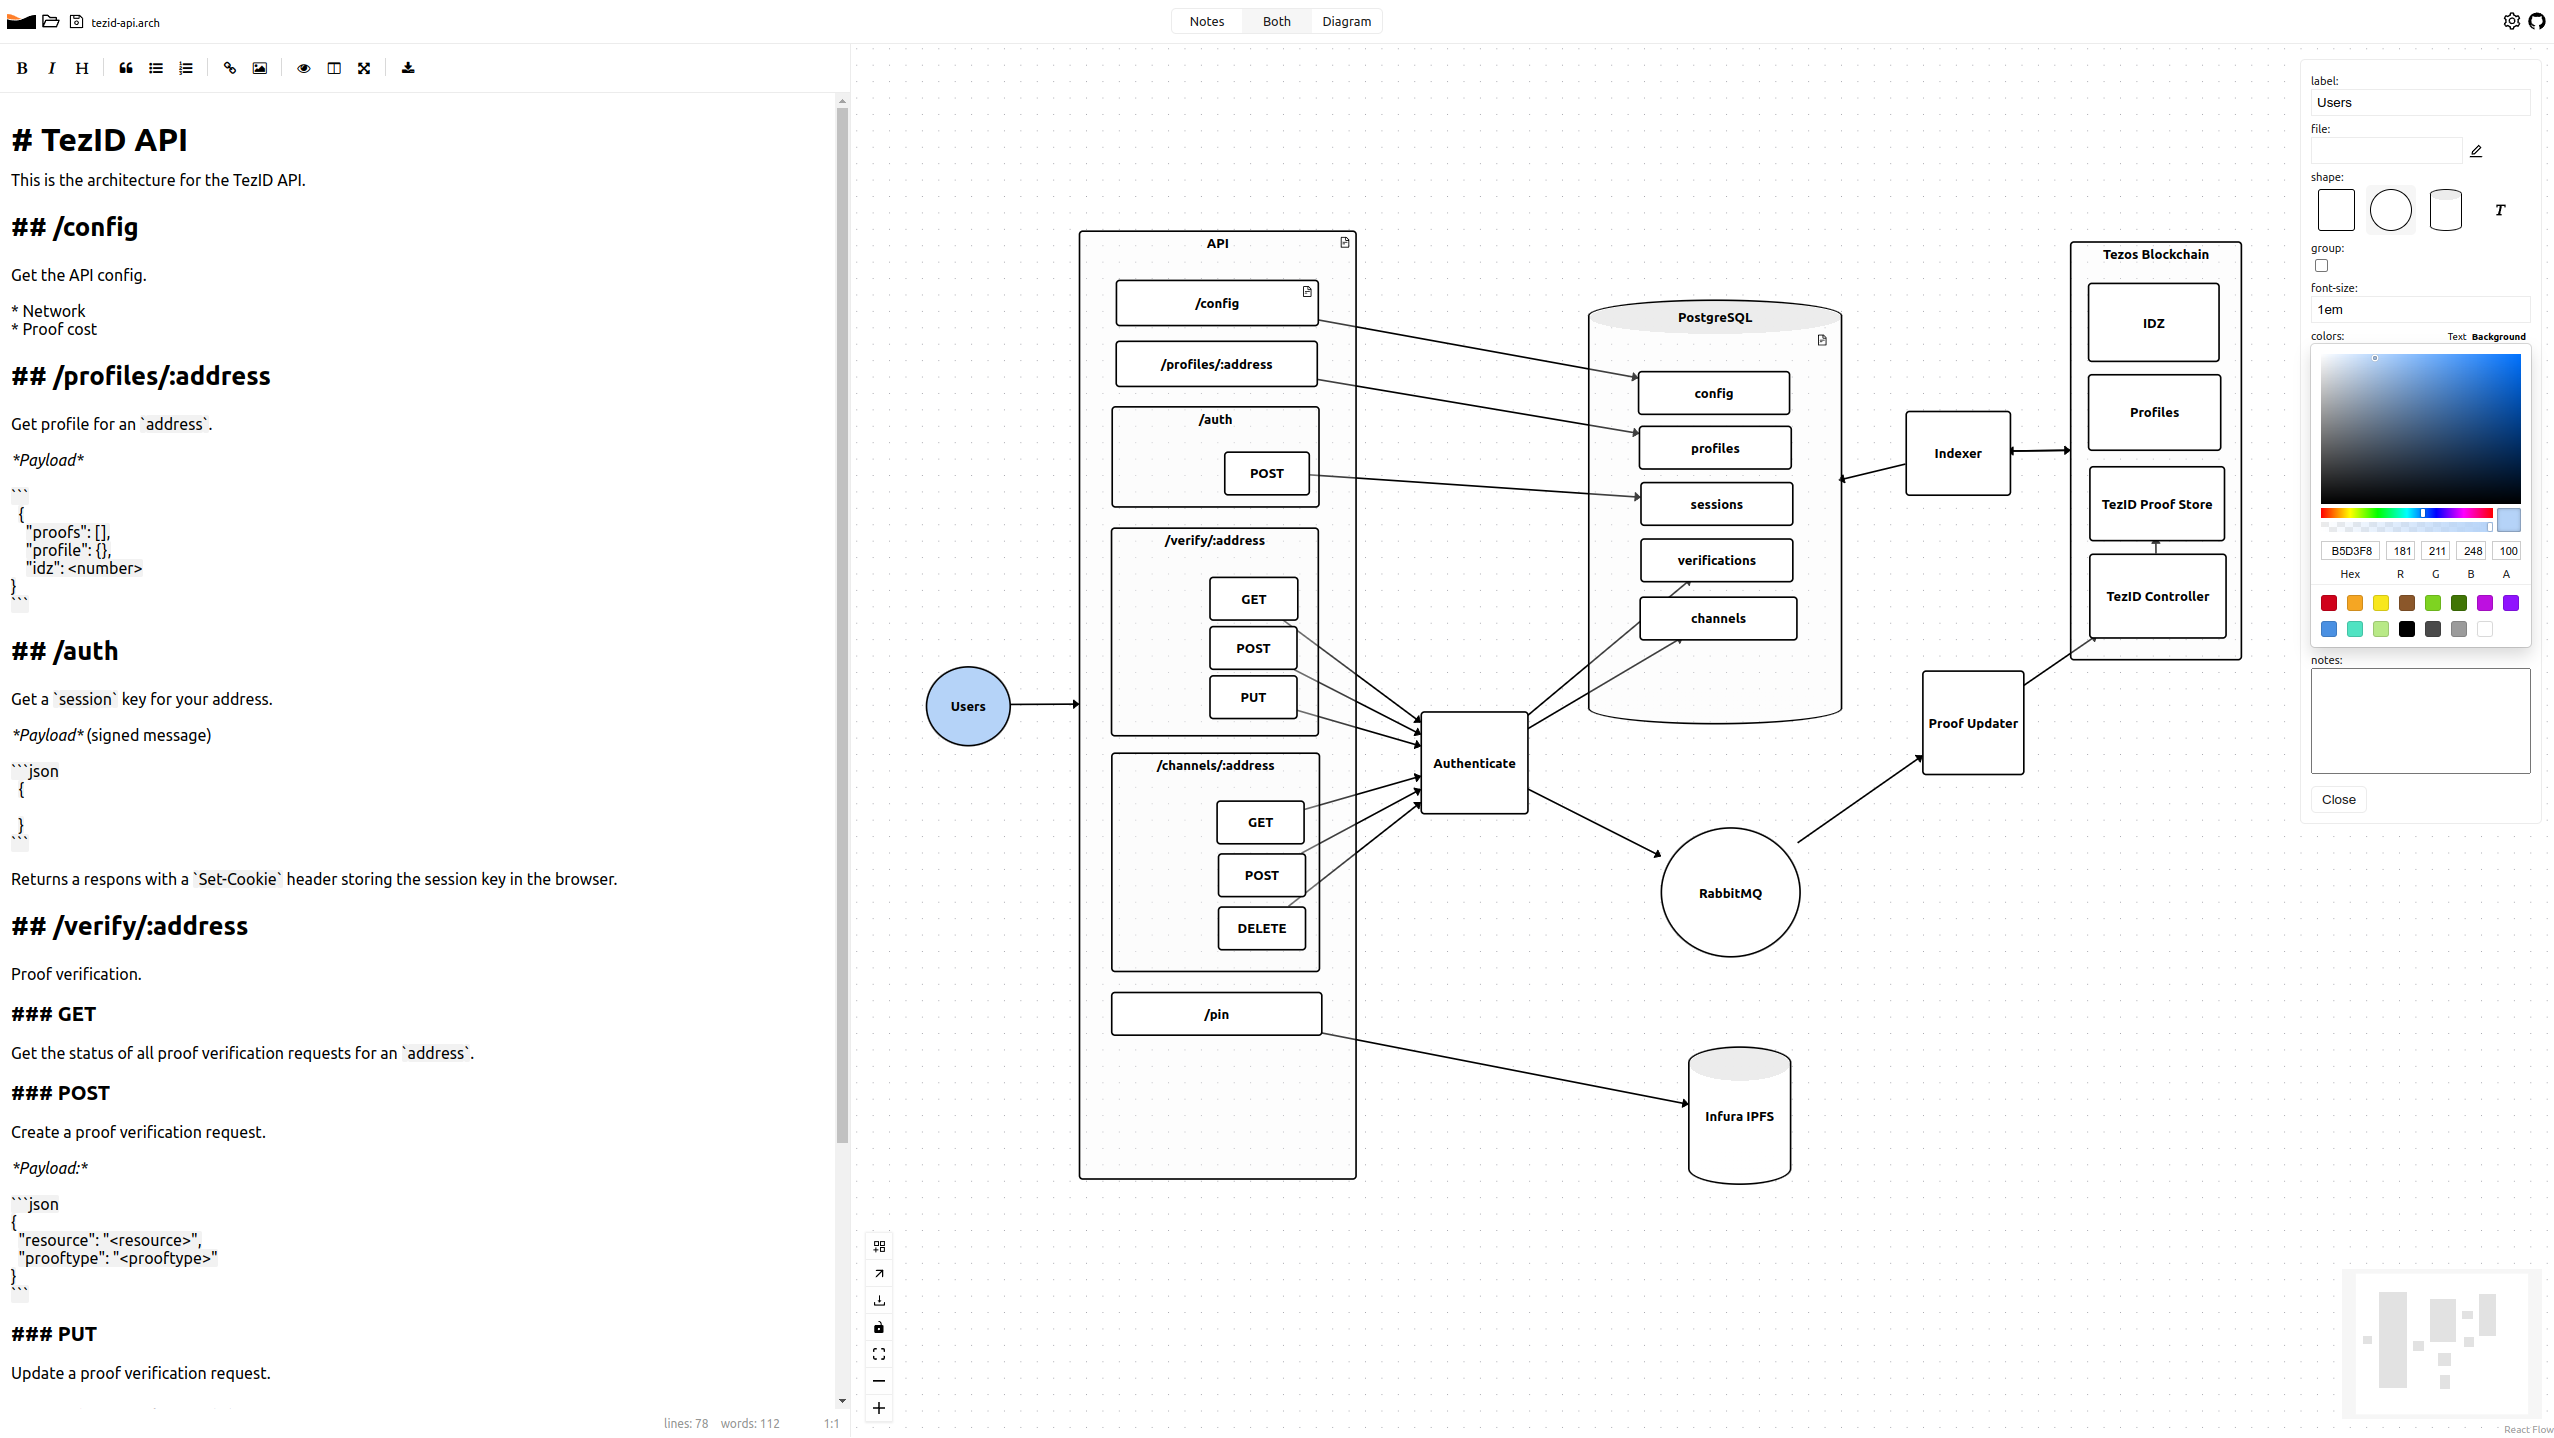 tezid-api.arch
Notes Both Diagram
B I H
# TezID API
This is the architecture for the TezID API.
## /config
Get the API config.
* Network
* Proof cost
## /profiles/:address
Get profile for an `address`.
*Payload*
```
{
"proofs": [],
"profile": {},
"idz": <number>
}
```
## /auth
Get a `session` key for your address.
*Payload* (signed message)
```json
{
}
```
Returns a respons with a `Set-Cookie` header storing the session key in the browser.
## /verify/:address
Proof verification.
### GET
Get the status of all proof verification requests for an `address`.
### POST
Create a proof verification request.
*Payload:*
```json
{
"resource": "<resource>",
"prooftype": "<prooftype>"
}
```
### PUT
Update a proof verification request.
lines: 78 words: 112 1:1
Users
API
/config
/profiles/:address
/auth
POST
/verify/:address
GET
POST
PUT
/channels/:address
GET
POST
DELETE
/pin
Authenticate
PostgreSQL
config
profiles
sessions
verifications
channels
RabbitMQ
Infura IPFS
Indexer
Proof Updater
Tezos Blockchain
IDZ
Profiles
TezID Proof Store
TezID Controller
label:
Users
file:
shape:
T
group:
font-size:
1em
colors: Text Background
B5D3F8 181 211 248 100
Hex R G B A
notes:
Close
React Flow